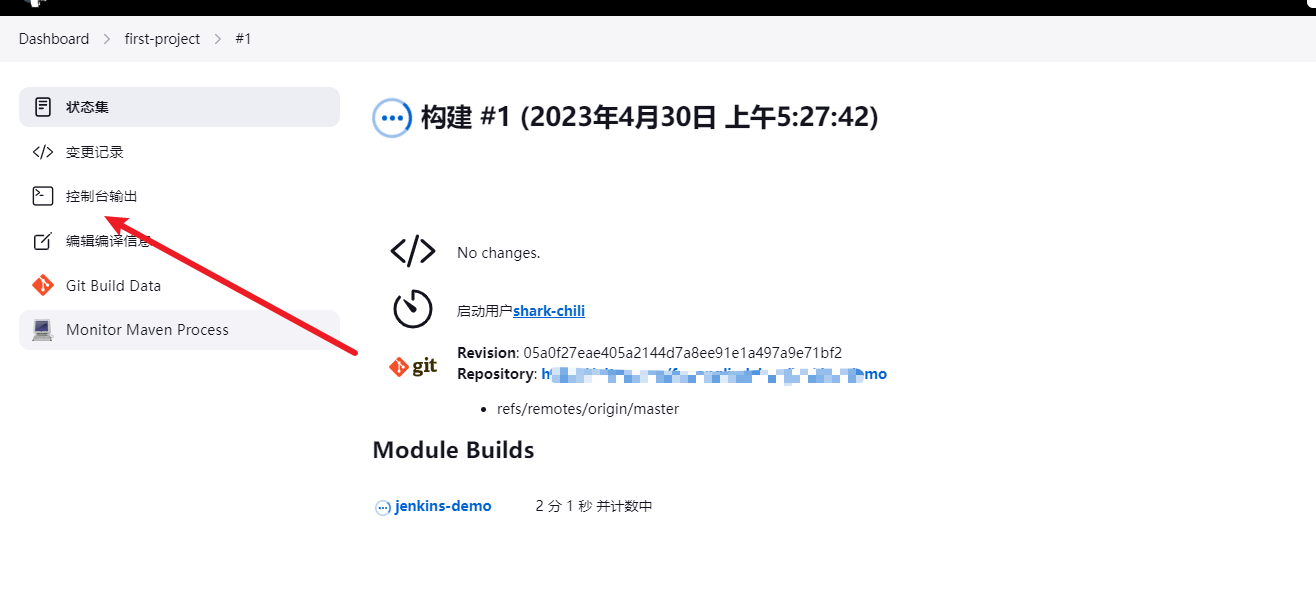 Dashboard > first-project > #1
状态集
变更记录
控制台输出
编辑编译信息
Git Build Data
Monitor Maven Process
构建 #1 (2023年4月30日 上午5:27:42)
No changes.
启动用户shark-chili
git
Revision: 05a0f27eae405a2144d7a8ee91e1a497a9e71bf2
Repository:
refs/remotes/origin/master
Module Builds
jenkins-demo
2 分 1 秒 并计数中